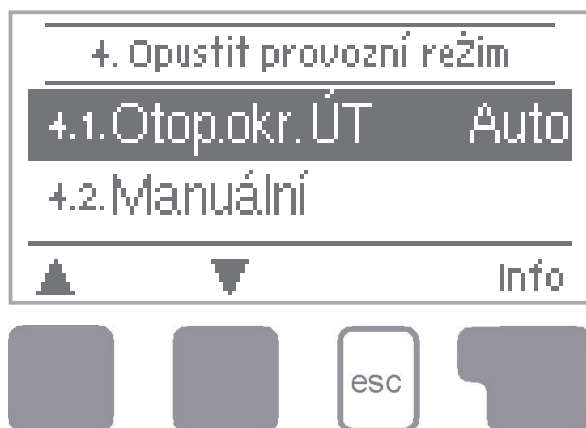 4. Opustit provozní režim
4.1.Otop.okr. ÚT Auto
4.2.Manuální
Info
esc